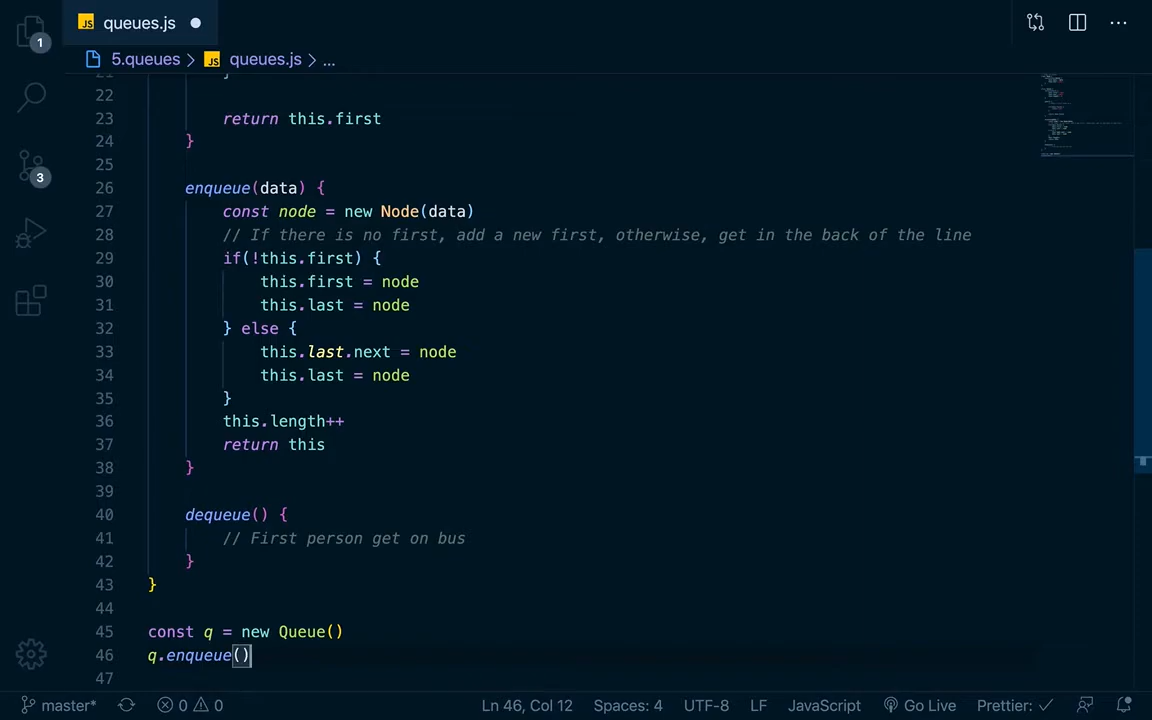 1
JS queues.js
5.queues > JS queues.js > ...
3
21 }
22
23 return this.first
24 }
25
26 enqueue(data) {
27 const node = new Node(data)
28 // If there is no first, add a new first, otherwise, get in the back of the line
29 if(!this.first) {
30 this.first = node
31 this.last = node
32 } else {
33 this.last.next = node
34 this.last = node
35 }
36 this.length++
37 return this
38 }
39
40 dequeue() {
41 // First person get on bus
42 }
43 }
44
45 const q = new Queue()
46 q.enqueue()
47
master* 0 0 Ln 46, Col 12 Spaces: 4 UTF-8 LF JavaScript Go Live Prettier: ✓